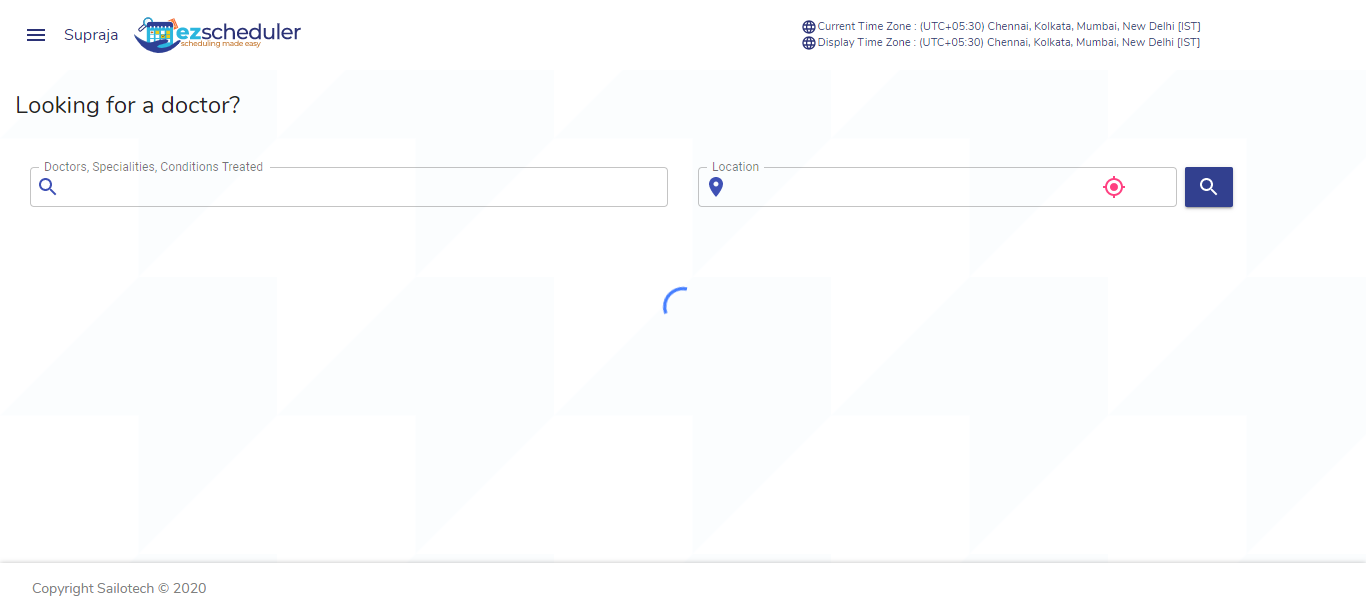 Supraja
ezscheduler
scheduling made easy
Current Time Zone : (UTC+05:30) Chennai, Kolkata, Mumbai, New Delhi [IST]
Display Time Zone : (UTC+05:30) Chennai, Kolkata, Mumbai, New Delhi [IST]
Looking for a doctor?
Doctors, Specialities, Conditions Treated
Location
Copyright Sailotech © 2020